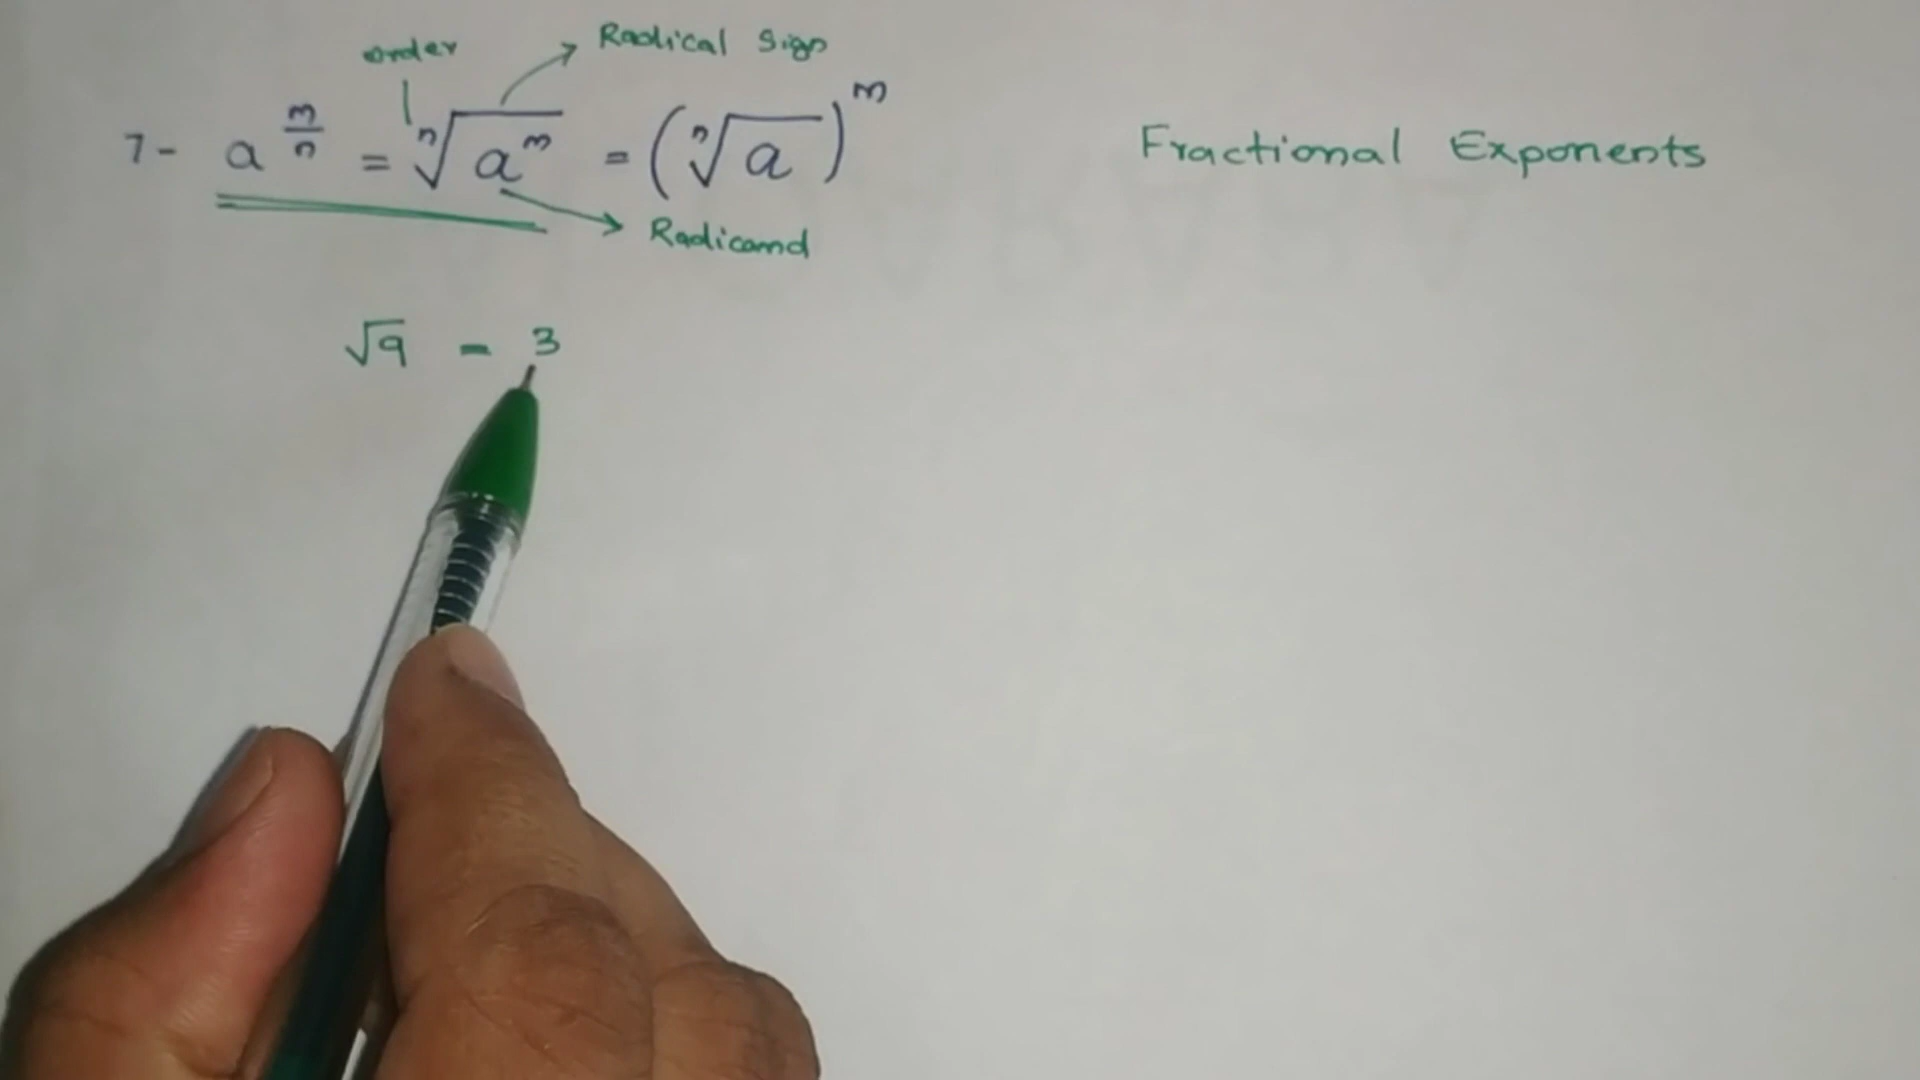 order
Radical Sign
7- a^(m/n) = ⁿ√(a^m) = (ⁿ√a)^m
Fractional Exponents
Radicand
√9 = 3